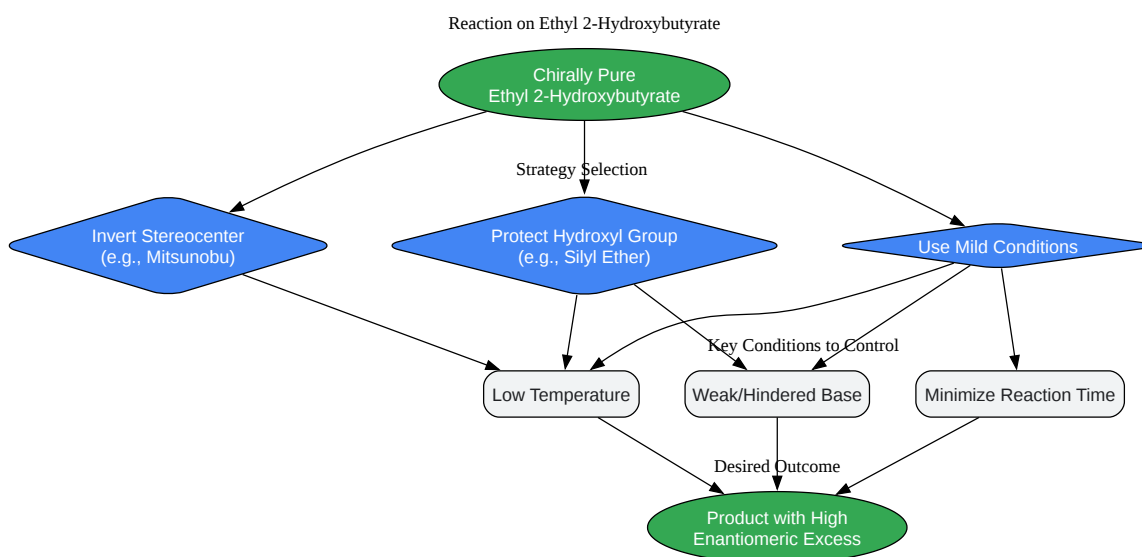 Reaction on Ethyl 2-Hydroxybutyrate
Chirally Pure
Ethyl 2-Hydroxybutyrate
Strategy Selection
Invert Stereocenter
(e.g., Mitsunobu)
Protect Hydroxyl Group
(e.g., Silyl Ether)
Use Mild Conditions
Key Conditions to Control
Low Temperature
Weak/Hindered Base
Minimize Reaction Time
Desired Outcome
Product with High
Enantiomeric Excess